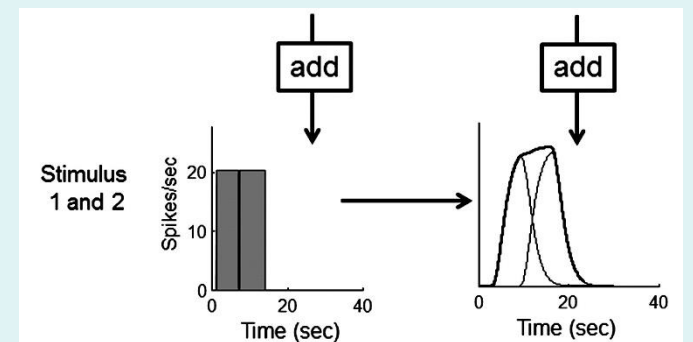 add
add
Stimulus
1 and 2
Spikes/sec
20
10
0
0
20
40
Time (sec)
0
20
40
Time (sec)